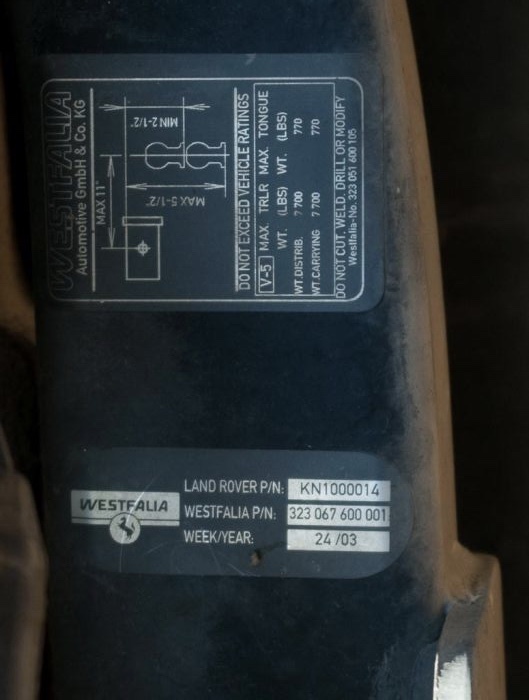 WESTFALIA
Automotive GmbH & Co. KG
MAX 11"
MIN 2-1/2"
MAX 5-1/2"
DO NOT EXCEED VEHICLE RATINGS
V-5 MAX. TRLR MAX. TONGUE
WT. (LBS) WT. (LBS)
WT.DISTRIB. 7 700 770
WT.CARRYING 7 700 770
DO NOT CUT, WELD, DRILL OR MODIFY
Westfalia-No. 323 051 600 105
WESTFALIA
LAND ROVER P/N: KN1000014
WESTFALIA P/N: 323 067 600 001
WEEK/YEAR: 24 /03